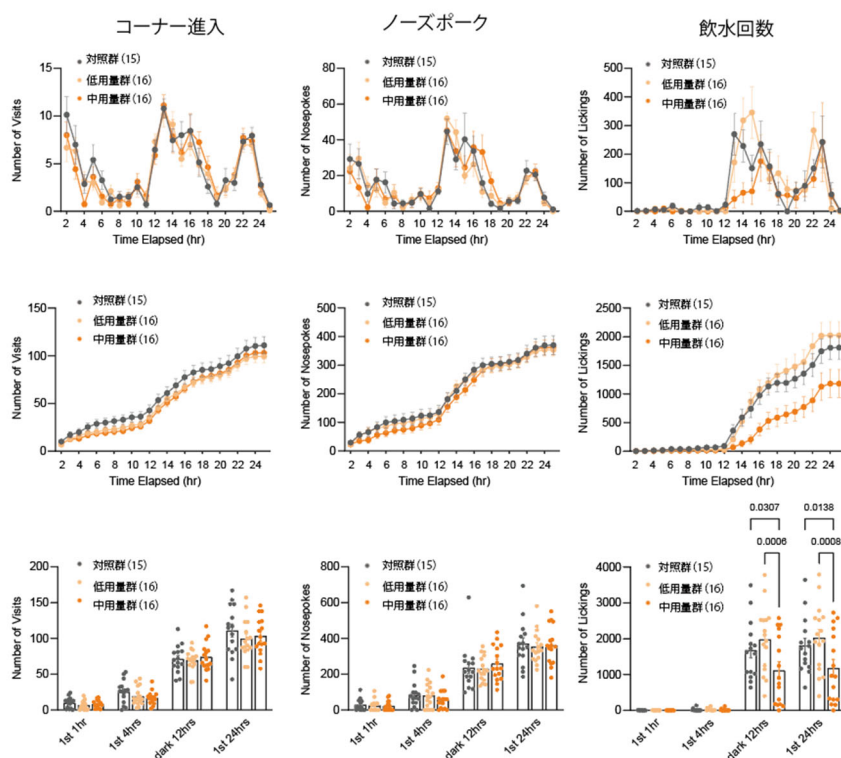 コーナー進入
ノーズポーク
飲水回数
15
10
5
0
Number of Visits
対照群(15)
低用量群(16)
中用量群(16)
2 4 6 8 10 12 14 16 18 20 22 24
Time Elapsed (hr)
80
60
40
20
0
Number of Nosepokes
対照群(15)
低用量群(16)
中用量群(16)
2 4 6 8 10 12 14 16 18 20 22 24
Time Elapsed (hr)
500
400
300
200
100
0
Number of Lickings
対照群(15)
低用量群(16)
中用量群(16)
2 4 6 8 10 12 14 16 18 20 22 24
Time Elapsed (hr)
150
100
50
0
Number of Visits
対照群(15)
低用量群(16)
中用量群(16)
2 4 6 8 10 12 14 16 18 20 22 24
Time Elapsed (hr)
500
400
300
200
100
0
Number of Nosepokes
対照群(15)
低用量群(16)
中用量群(16)
2 4 6 8 10 12 14 16 18 20 22 24
Time Elapsed (hr)
2500
2000
1500
1000
500
0
Number of Lickings
対照群(15)
低用量群(16)
中用量群(16)
2 4 6 8 10 12 14 16 18 20 22 24
Time Elapsed (hr)
200
150
100
50
0
Number of Visits
対照群(15)
低用量群(16)
中用量群(16)
1st 1hr
1st 4hrs
dark 12hrs
1st 24hrs
800
600
400
200
0
Number of Nosepokes
対照群(15)
低用量群(16)
中用量群(16)
1st 1hr
1st 4hrs
dark 12hrs
1st 24hrs
0.0307
0.0138
0.0006
0.0008
4000
3000
2000
1000
0
Number of Lickings
対照群(15)
低用量群(16)
中用量群(16)
1st 1hr
1st 4hrs
dark 12hrs
1st 24hrs